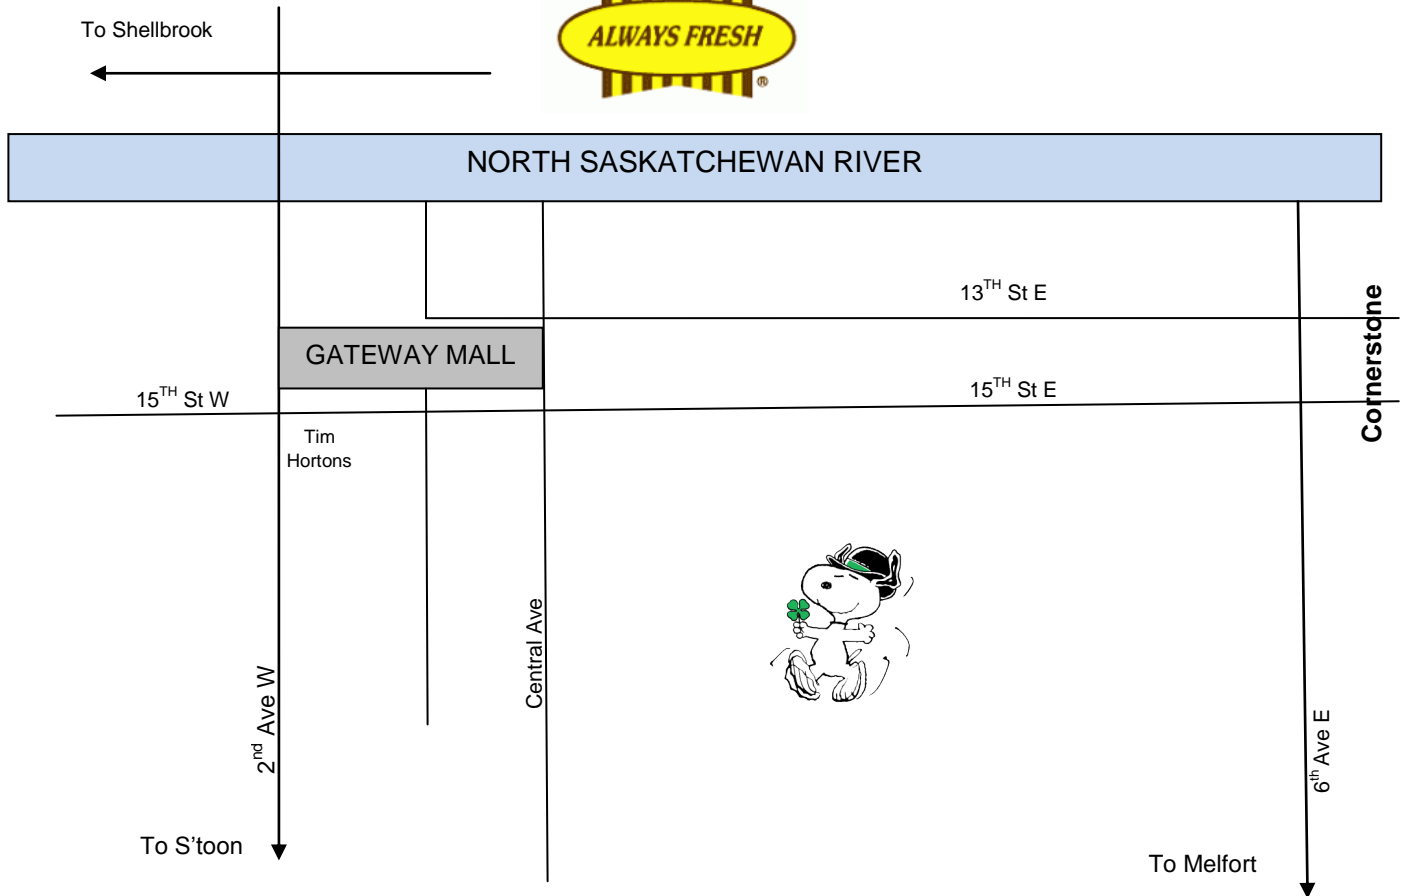 To Shellbrook
ALWAYS FRESH
®
NORTH SASKATCHEWAN RIVER
13TH St E
Cornerstone
GATEWAY MALL
15TH St W
15TH St E
Tim
Hortons
Central Ave
2nd Ave W
6th Ave E
To S'toon
To Melfort